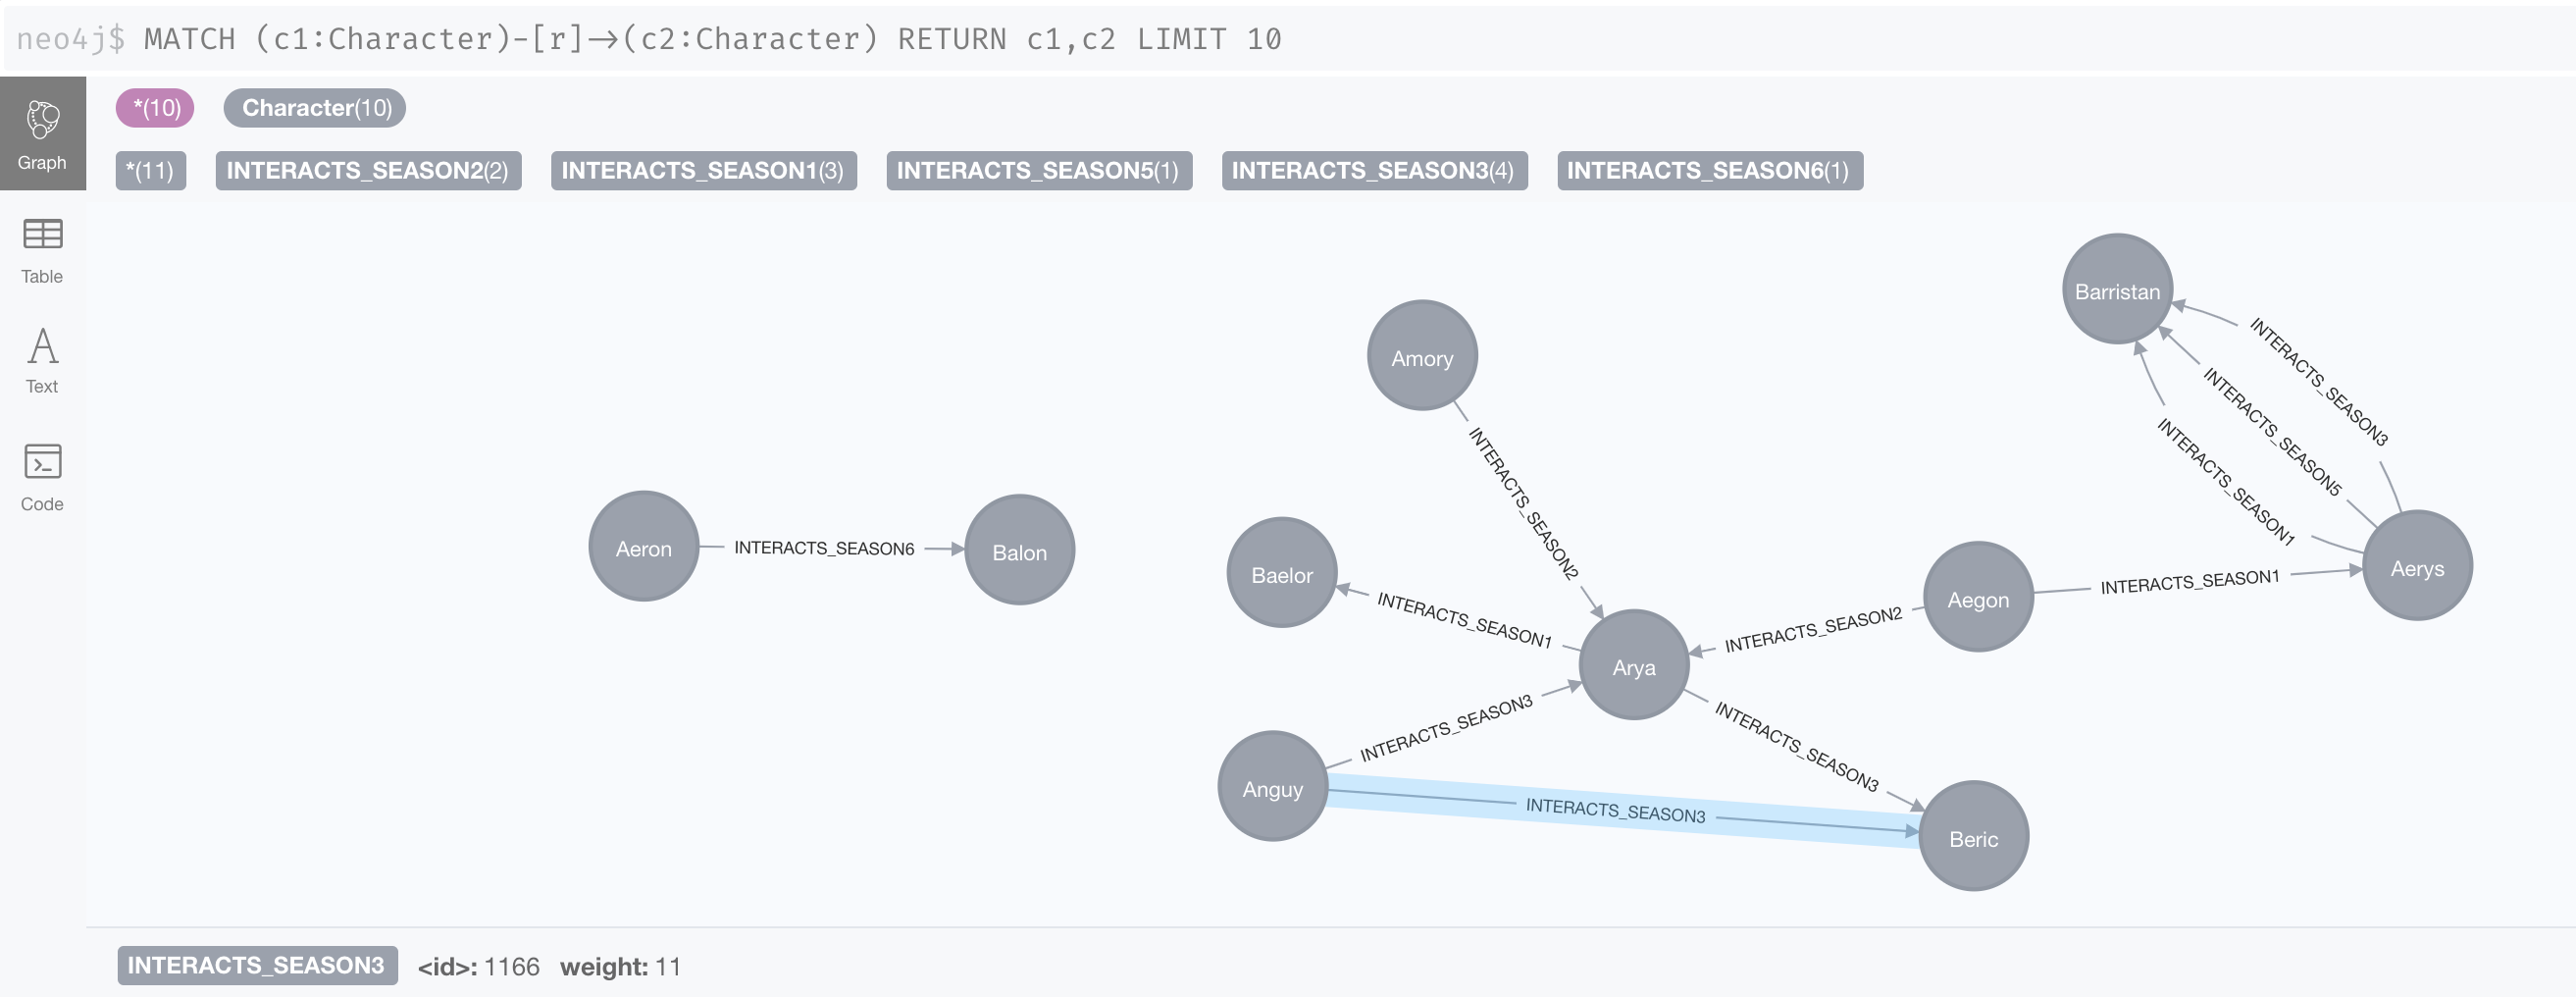 neo4j$ MATCH (c1:Character)-[r]→(c2:Character) RETURN c1,c2 LIMIT 10
*(10) Character(10)
Graph
*(11) INTERACTS_SEASON2(2) INTERACTS_SEASON1(3) INTERACTS_SEASON5(1) INTERACTS_SEASON3(4) INTERACTS_SEASON6(1)
Table
Text
Code
Barristan
INTERACTS_SEASON3
INTERACTS_SEASON5
INTERACTS_SEASON1
Amory
INTERACTS_SEASON2
Aeron
INTERACTS_SEASON6
Balon
Baelor
INTERACTS_SEASON1
Aegon
INTERACTS_SEASON1
Aerys
INTERACTS_SEASON2
Arya
INTERACTS_SEASON3
INTERACTS_SEASON3
Anguy
INTERACTS_SEASON3
Beric
INTERACTS_SEASON3 <id>: 1166 weight: 11